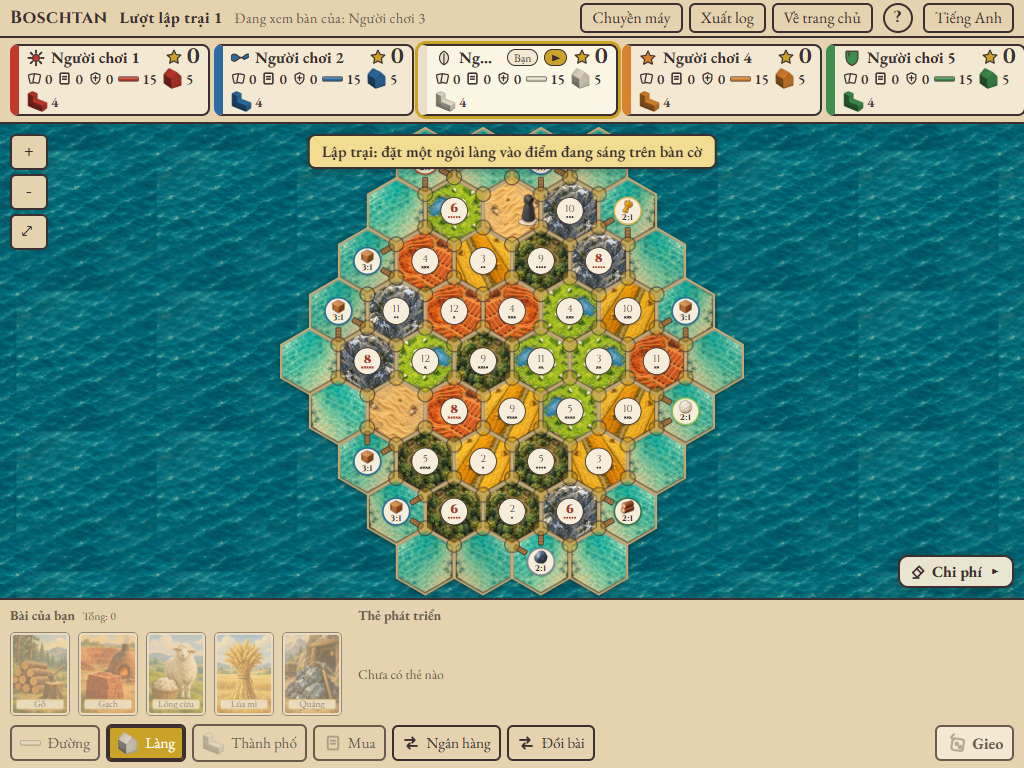 BOSCHTAN Lượt lập trại 1 Đang xem bàn của: Người chơi 3 Chuyển máy Xuất log Về trang chủ ? Tiếng Anh
Người chơi 1 0
0 0 0 15 5
4
Người chơi 2 0
0 0 0 15 5
4
Ng... Bạn 0
0 0 0 15 5
4
Người chơi 4 0
0 0 0 15 5
4
Người chơi 5 0
0 0 0 15 5
4
+
-
Lập trại: đặt một ngôi làng vào điểm đang sáng trên bàn cờ
6 10 2:1
3:1 4 3 9 8
3:1 11 12 4 4 10 3:1
8 12 9 11 3 11
8 9 5 10 2:1
3:1 5 2 5 3
3:1 6 2 6 2:1
2:1
Chi phí
Bài của bạn Tổng: 0 Thẻ phát triển
Chưa có thẻ nào
Gỗ Gạch Lông cừu Lúa mì Quặng
Đường Làng Thành phố Mua Ngân hàng Đổi bài Gieo